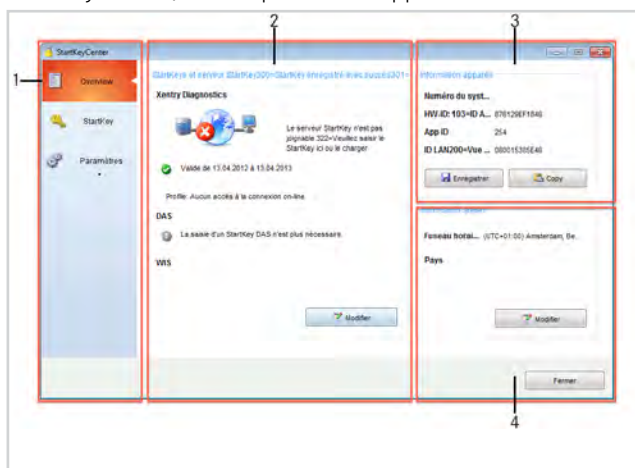 2
3
StartKeyCenter
1
Overview
StartKey
Paramètres
StartKeys et serveur StartKey(300=StartKey enregistré avec succès301=
Xentry Diagnostics
Le serveur StartKey n'est pas
joignable 322=Veuillez saisir le
StartKey ici ou le charger
Valide de 13.04.2012 à 13.04.2013
Profile: Aucun accès à la connexion on-line.
DAS
La saisie d'un StartKey DAS n'est plus nécessaire.
WIS
Modifier
Information appareil
Numéro du syst...
HW-ID: 103=ID A... 876129EF1846
App ID 254
ID LAN200=Vue ... 080015305E40
Enregistrer
Copy
Fuseau horai... (UTC+01:00) Amsterdam, Be..
Pays
Modifier
Fermer
4